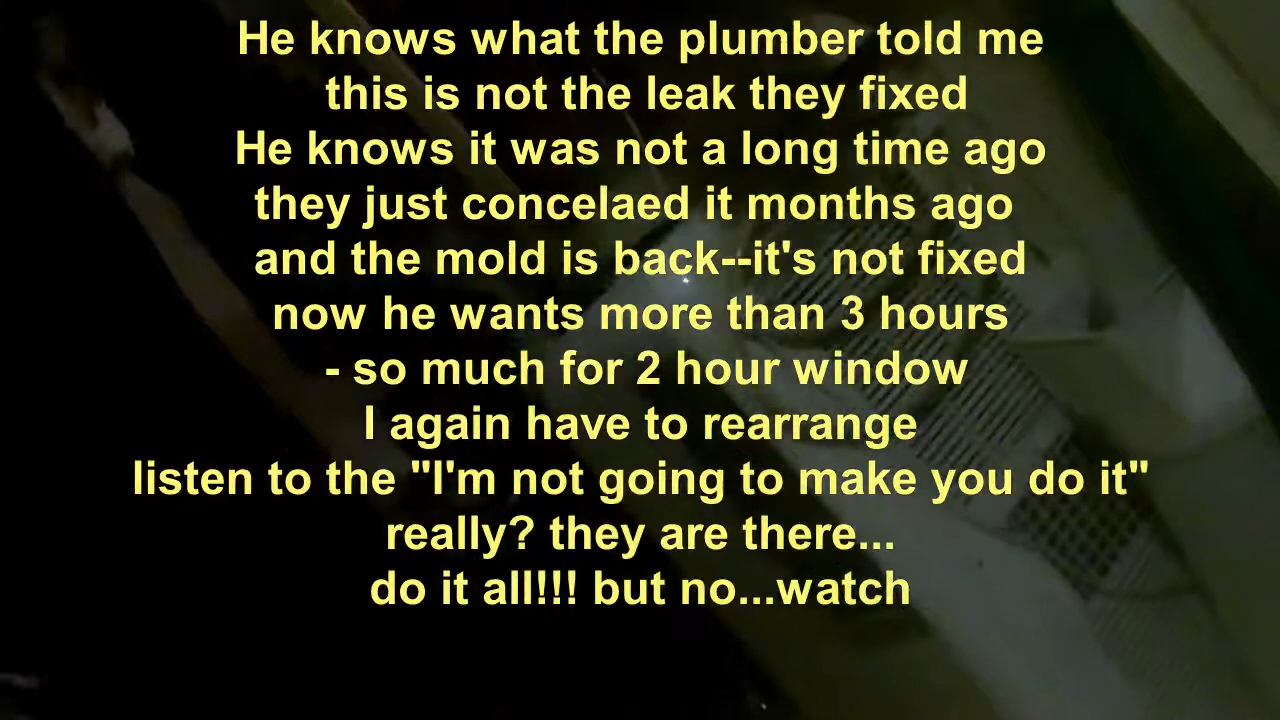 He knows what the plumber told me
this is not the leak they fixed
He knows it was not a long time ago
they just concelaed it months ago
and the mold is back--it's not fixed
now he wants more than 3 hours
- so much for 2 hour window
I again have to rearrange
listen to the "I'm not going to make you do it"
really? they are there...
do it all!!! but no...watch